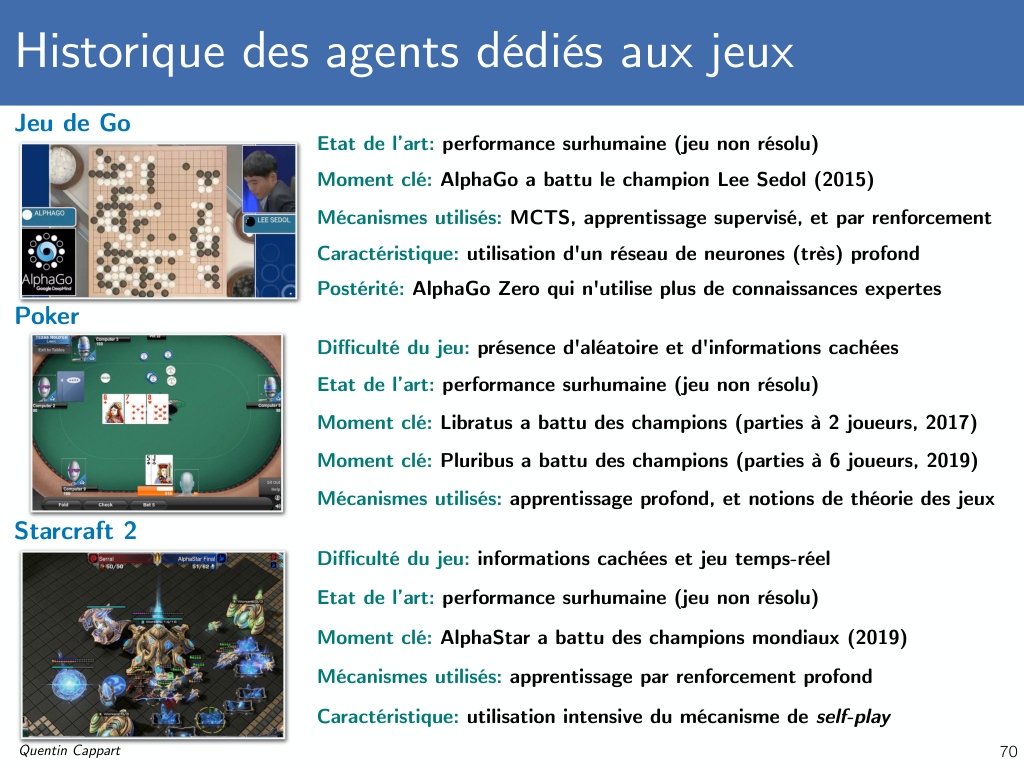 Historique des agents dédiés aux jeux
Jeu de Go
ALPHAGO
LEE SEDOL
AlphaGo
Google DeepMind
Etat de l'art: performance surhumaine (jeu non résolu)
Moment clé: AlphaGo a battu le champion Lee Sedol (2015)
Mécanismes utilisés: MCTS, apprentissage supervisé, et par renforcement
Caractéristique: utilisation d'un réseau de neurones (très) profond
Postérité: AlphaGo Zero qui n'utilise plus de connaissances expertes
Poker
Computer 3
Computer 2
Fold
Check
Bet
Difficulté du jeu: présence d'aléatoire et d'informations cachées
Etat de l'art: performance surhumaine (jeu non résolu)
Moment clé: Libratus a battu des champions (parties à 2 joueurs, 2017)
Moment clé: Pluribus a battu des champions (parties à 6 joueurs, 2019)
Mécanismes utilisés: apprentissage profond, et notions de théorie des jeux
Starcraft 2
Serral
AlphaStar Final
50/50
51/82
Difficulté du jeu: informations cachées et jeu temps-réel
Etat de l'art: performance surhumaine (jeu non résolu)
Moment clé: AlphaStar a battu des champions mondiaux (2019)
Mécanismes utilisés: apprentissage par renforcement profond
Caractéristique: utilisation intensive du mécanisme de self-play
Quentin Cappart
70